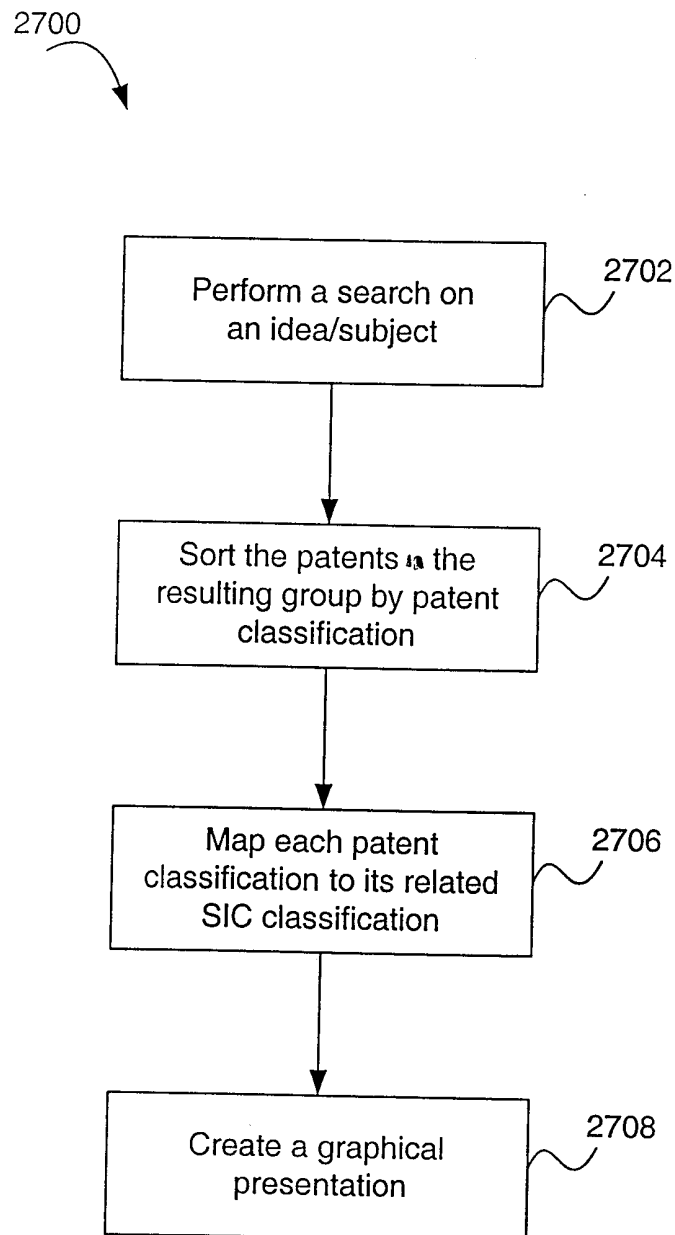 2700
Perform a search on
an idea/subject
2702
Sort the patents in the
resulting group by patent
classification
2704
Map each patent
classification to its related
SIC classification
2706
Create a graphical
presentation
2708